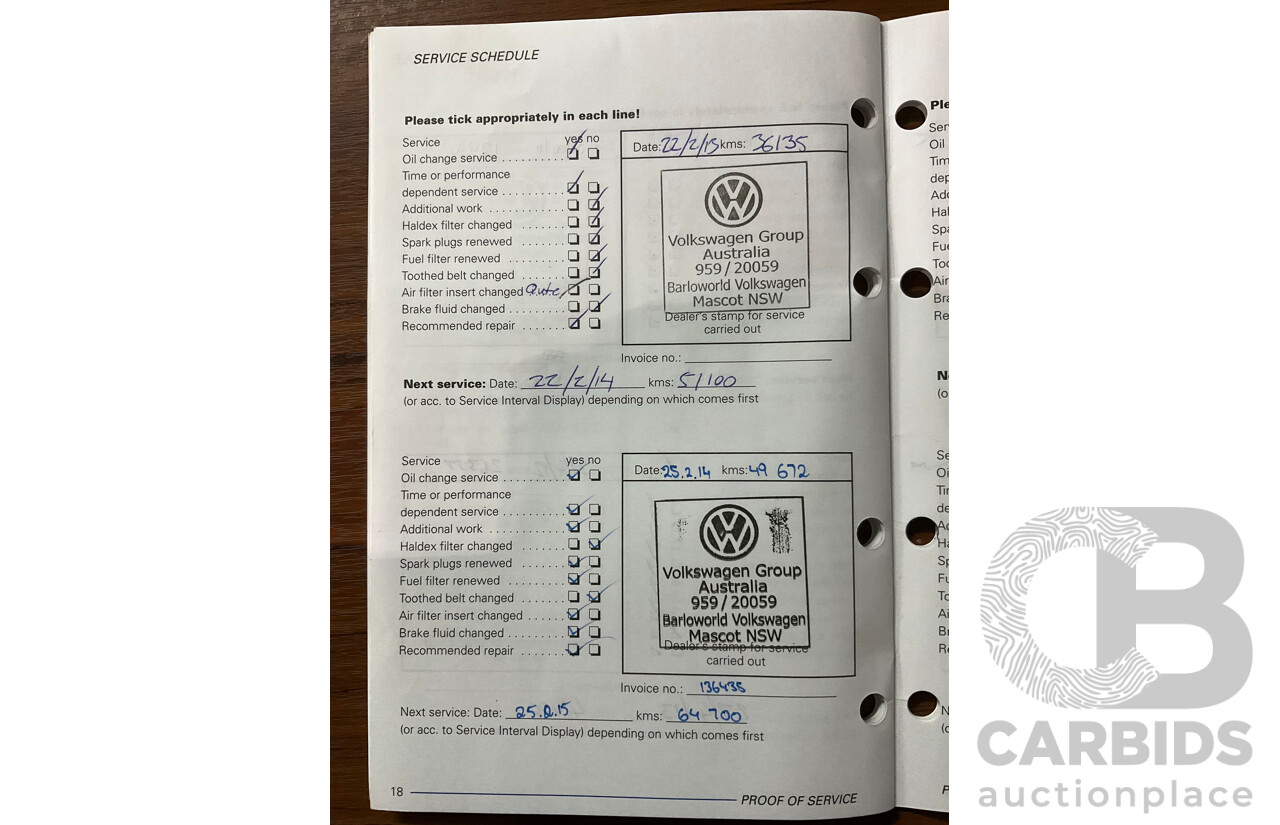 SERVICE SCHEDULE
Please tick appropriately in each line!
Service yes no
Oil change service ..........
Time or performance
dependent service ..........
Additional work ............
Haldex filter changed .......
Spark plugs renewed .......
Fuel filter renewed .........
Toothed belt changed .......
Air filter insert changed
Brake fluid changed .........
Recommended repair .......
Date: 22/2/13 kms: 36135
Volkswagen Group
Australia
959/20059
Barloworld Volkswagen
Mascot NSW
Dealer's stamp for service
carried out
Invoice no.:
Next service: Date: 22/2/14 kms: 51100
(or acc. to Service Interval Display) depending on which comes first
Service yes no
Oil change service ..........
Time or performance
dependent service ..........
Additional work ............
Haldex filter changed .......
Spark plugs renewed .......
Fuel filter renewed .........
Toothed belt changed .......
Air filter insert changed ......
Brake fluid changed .........
Recommended repair .......
Date: 25.2.14 kms: 49 672
Volkswagen Group
Australia
959/20059
Barloworld Volkswagen
Mascot NSW
Dealer's stamp for service
carried out
Invoice no.: 136435
Next service: Date: 25.2.15 kms: 64 700
(or acc. to Service Interval Display) depending on which comes first
18 PROOF OF SERVICE
CB
CARBIDS
auctionplace